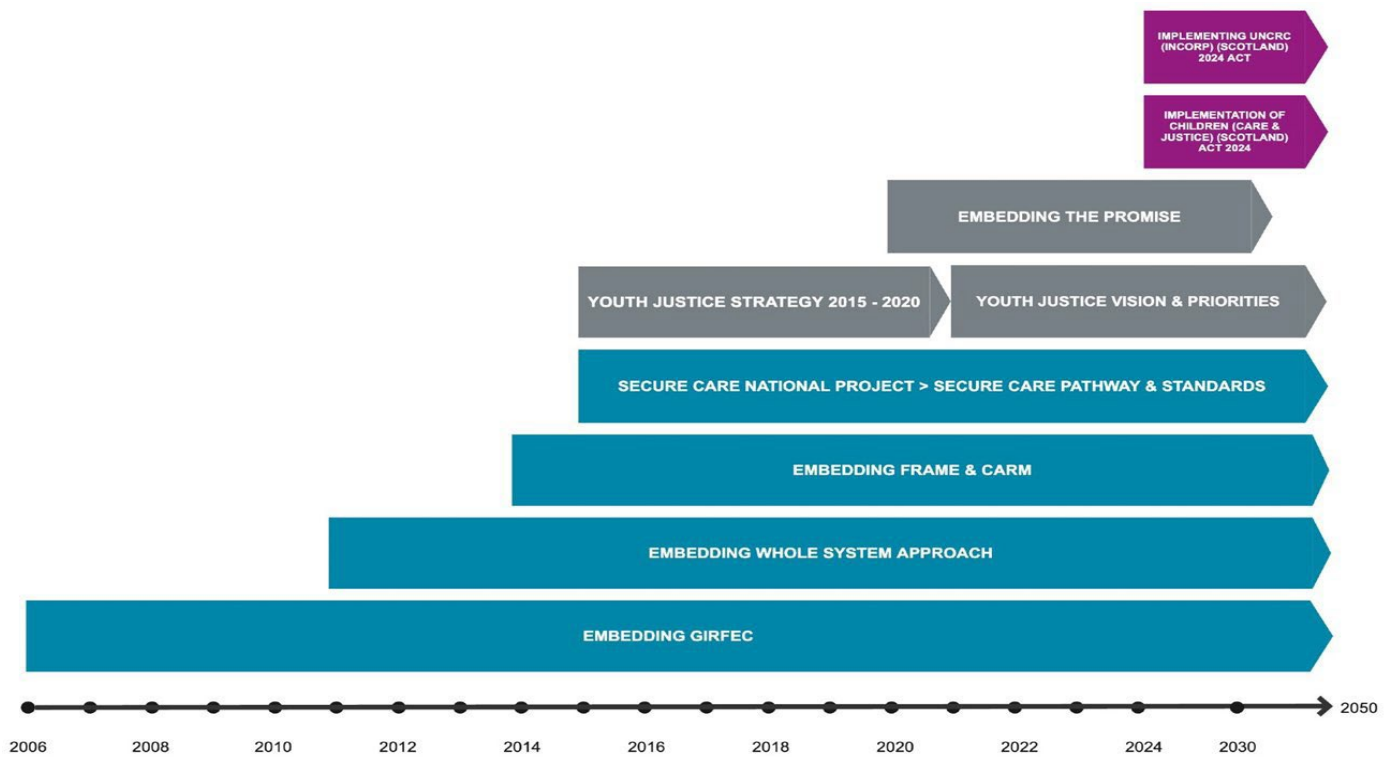 IMPLEMENTING UNCRC
(INCORP) (SCOTLAND)
2024 ACT
IMPLEMENTATION OF
CHILDREN (CARE &
JUSTICE) (SCOTLAND)
ACT 2024
EMBEDDING THE PROMISE
YOUTH JUSTICE STRATEGY 2015 - 2020
YOUTH JUSTICE VISION & PRIORITIES
SECURE CARE NATIONAL PROJECT > SECURE CARE PATHWAY & STANDARDS
EMBEDDING FRAME & CARM
EMBEDDING WHOLE SYSTEM APPROACH
EMBEDDING GIRFEC
2050
2006 2008 2010 2012 2014 2016 2018 2020 2022 2024 2030